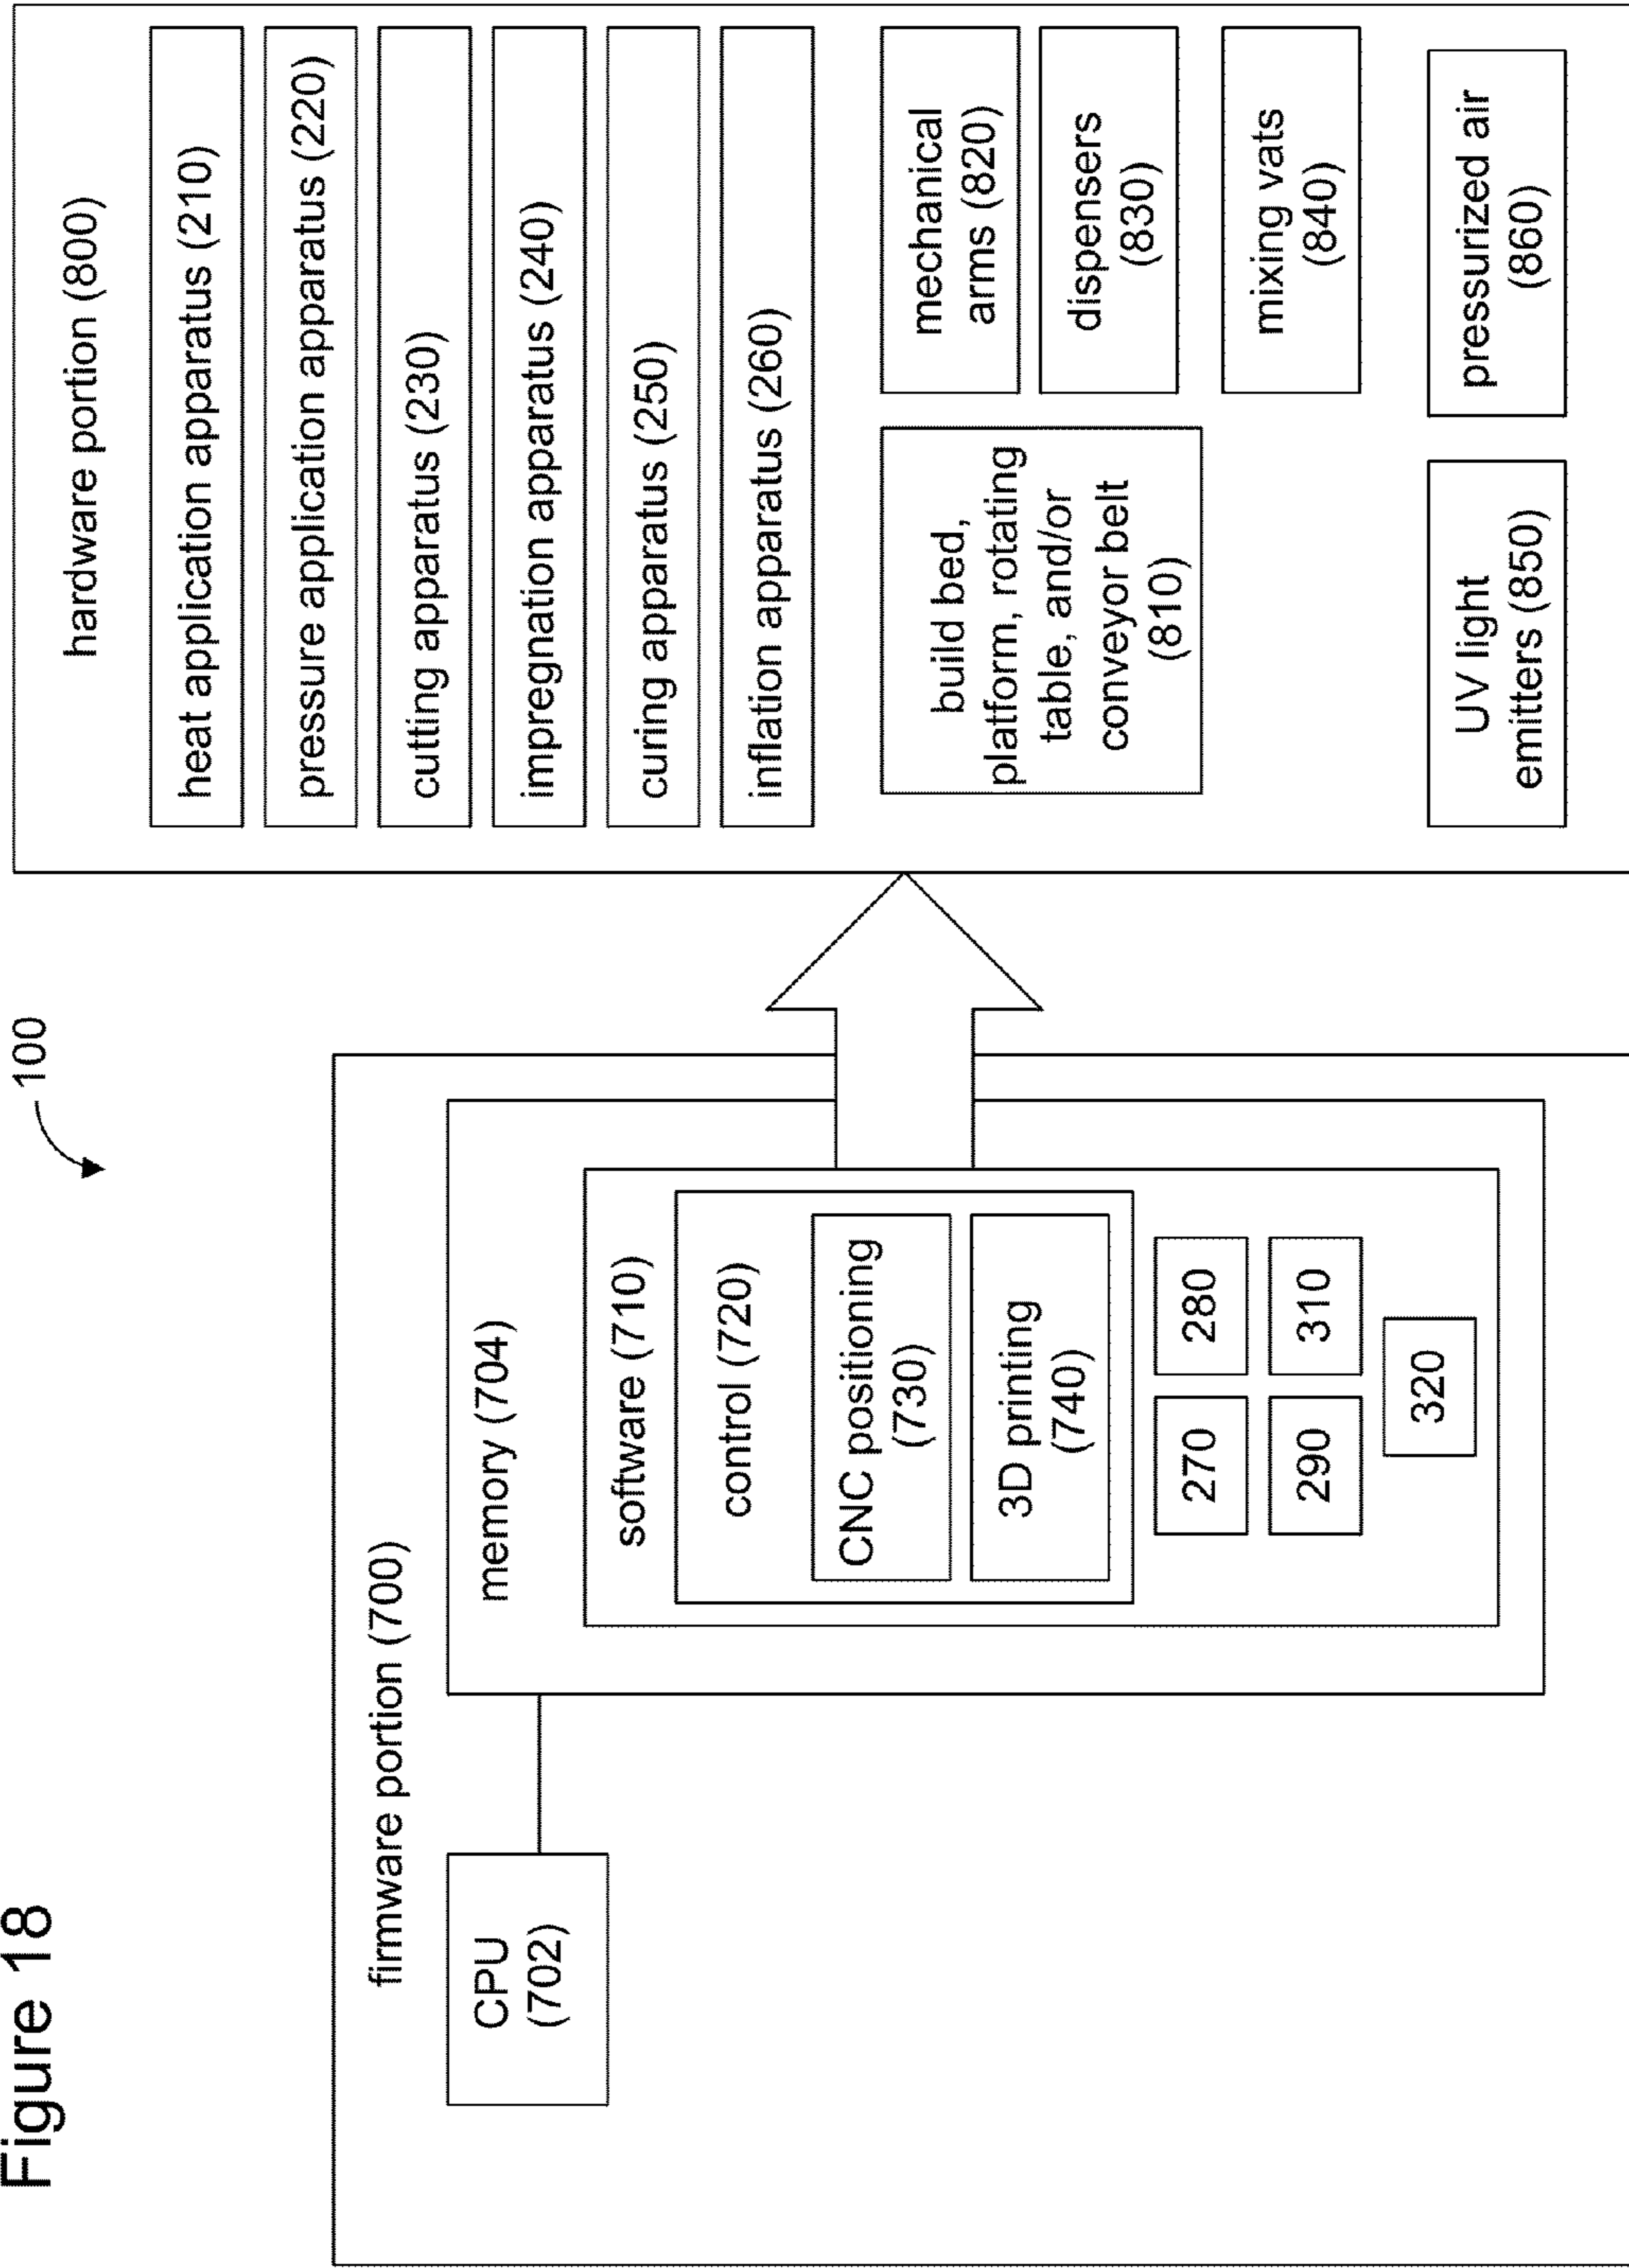 Figure 18
100
firmware portion (700)
CPU
(702)
memory (704)
software (710)
control (720)
CNC positioning
(730)
3D printing
(740)
270
280
290
310
320
hardware portion (800)
heat application apparatus (210)
pressure application apparatus (220)
cutting apparatus (230)
impregnation apparatus (240)
curing apparatus (250)
inflation apparatus (260)
build bed,
platform, rotating
table, and/or
conveyor belt
(810)
mechanical
arms (820)
dispensers
(830)
mixing vats
(840)
UV light
emitters (850)
pressurized air
(860)